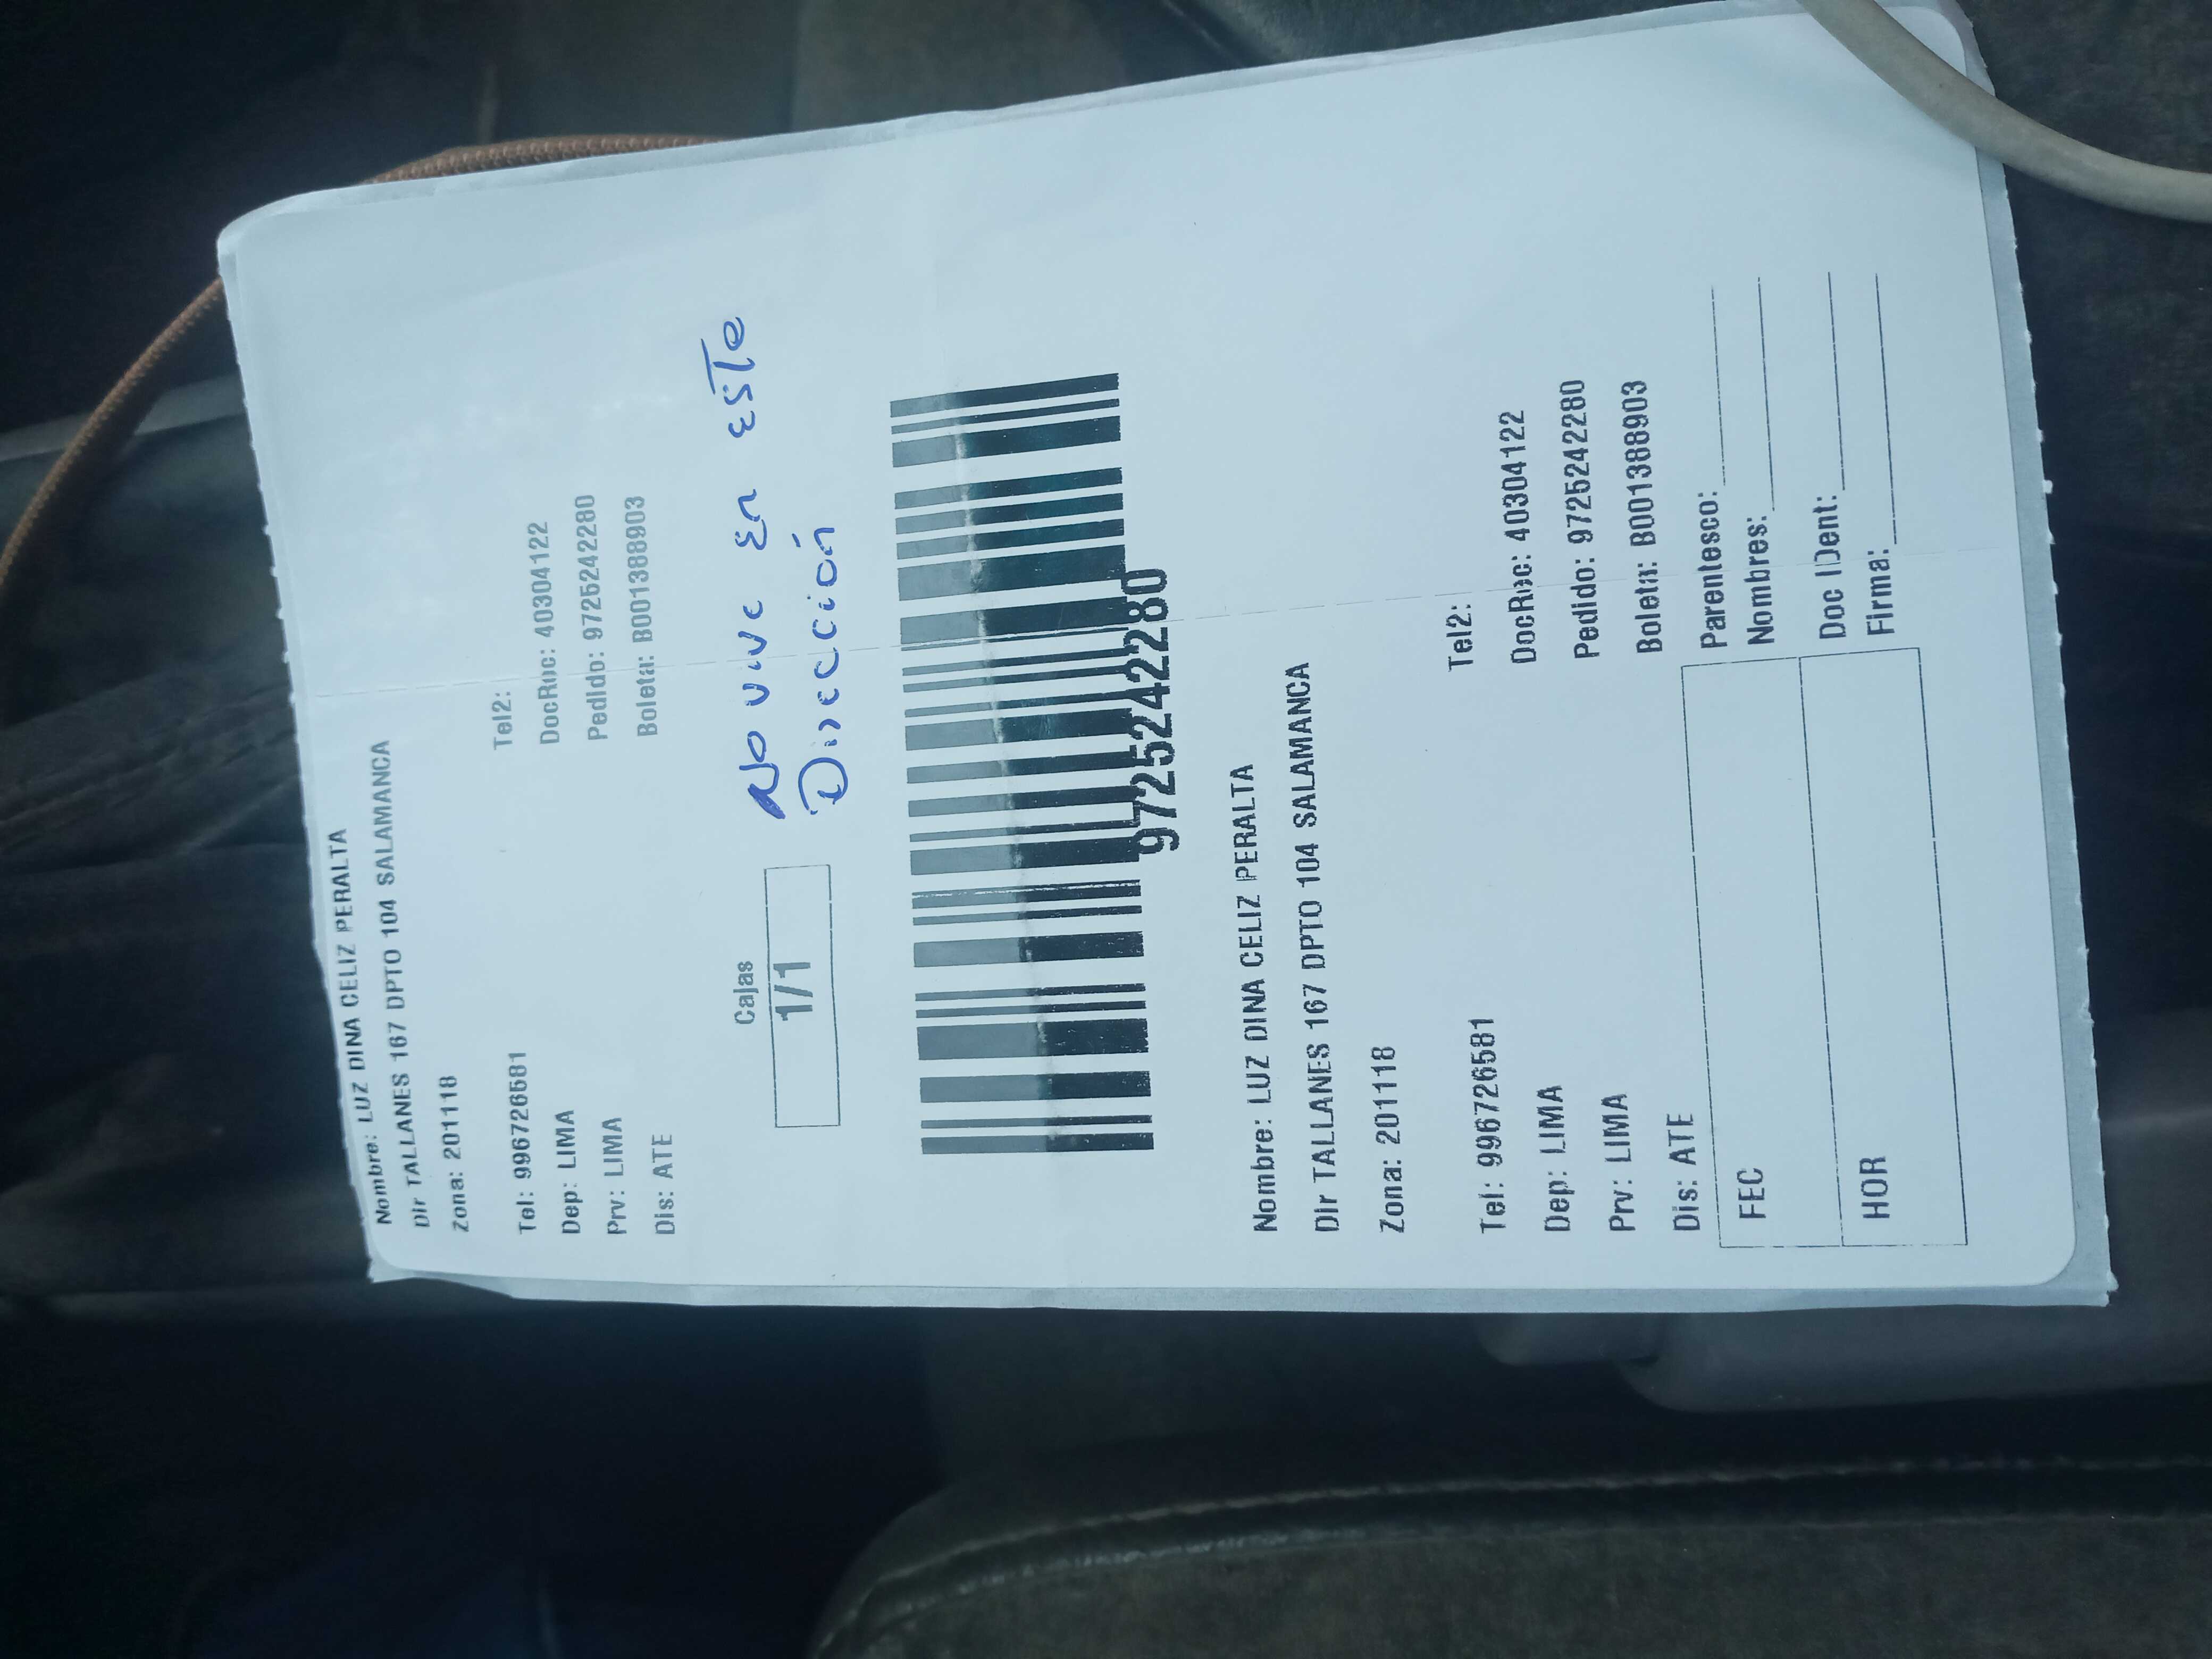 Nombre: LUZ DINA CELIZ PERALTA
Dir TALLANES 167 DPTO 104 SALAMANCA
Zona: 201118
Tel: 996726581 Tel2:
Dep: LIMA DocRoc: 40304122
Prv: LIMA Pedido: 9725242280
Dis: ATE Boleta: B001388903
Cajas
1/1
No vive En este
Dirección
9725242280
Nombre: LUZ DINA CELIZ PERALTA
Dir TALLANES 167 DPTO 104 SALAMANCA
Zona: 201118
Tel: 996726581 Tel2:
Dep: LIMA DocRoc: 40304122
Prv: LIMA Pedido: 9725242280
Dis: ATE Boleta: B001388903
FEC Parentesco:
Nombres:
HOR Doc IDent:
Firma: